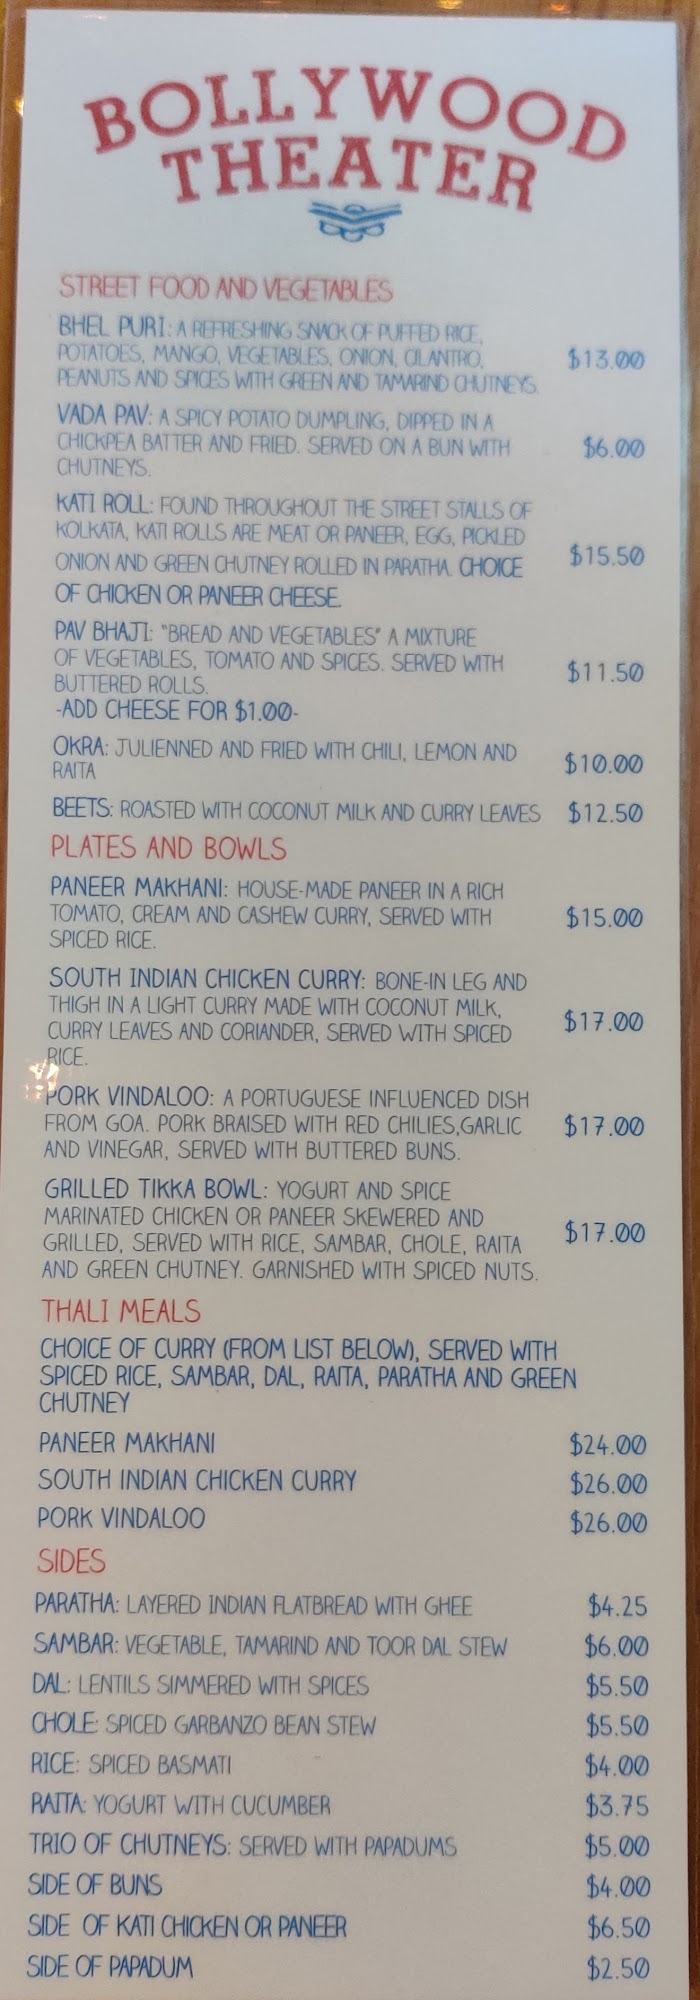 BOLLYWOOD
THEATER
STREET FOOD AND VEGETABLES
BHEL PURI: A REFRESHING SNACK OF PUFFED RICE,
POTATOES, MANGO, VEGETABLES, ONION, CILANTRO, $13.00
PEANUTS AND SPICES WITH GREEN AND TAMARIND CHUTNEYS.
VADA PAV: A SPICY POTATO DUMPLING, DIPPED IN A
CHICKPEA BATTER AND FRIED. SERVED ON A BUN WITH $6.00
CHUTNEYS.
KATI ROLL: FOUND THROUGHOUT THE STREET STALLS OF
KOLKATA, KATI ROLLS ARE MEAT OR PANEER, EGG, PICKLED
ONION AND GREEN CHUTNEY ROLLED IN PARATHA. CHOICE $15.50
OF CHICKEN OR PANEER CHEESE.
PAV BHAJI: "BREAD AND VEGETABLES" A MIXTURE
OF VEGETABLES, TOMATO AND SPICES. SERVED WITH $11.50
BUTTERED ROLLS.
-ADD CHEESE FOR $1.00-
OKRA: JULIENNED AND FRIED WITH CHILI, LEMON AND $10.00
RAITA
BEETS: ROASTED WITH COCONUT MILK AND CURRY LEAVES $12.50
PLATES AND BOWLS
PANEER MAKHANI: HOUSE-MADE PANEER IN A RICH
TOMATO, CREAM AND CASHEW CURRY, SERVED WITH $15.00
SPICED RICE.
SOUTH INDIAN CHICKEN CURRY: BONE-IN LEG AND
THIGH IN A LIGHT CURRY MADE WITH COCONUT MILK, $17.00
CURRY LEAVES AND CORIANDER, SERVED WITH SPICED
RICE.
PORK VINDALOO: A PORTUGUESE INFLUENCED DISH
FROM GOA. PORK BRAISED WITH RED CHILIES,GARLIC $17.00
AND VINEGAR, SERVED WITH BUTTERED BUNS.
GRILLED TIKKA BOWL: YOGURT AND SPICE
MARINATED CHICKEN OR PANEER SKEWERED AND $17.00
GRILLED, SERVED WITH RICE, SAMBAR, CHOLE, RAITA
AND GREEN CHUTNEY. GARNISHED WITH SPICED NUTS.
THALI MEALS
CHOICE OF CURRY (FROM LIST BELOW), SERVED WITH
SPICED RICE, SAMBAR, DAL, RAITA, PARATHA AND GREEN
CHUTNEY
PANEER MAKHANI $24.00
SOUTH INDIAN CHICKEN CURRY $26.00
PORK VINDALOO $26.00
SIDES
PARATHA: LAYERED INDIAN FLATBREAD WITH GHEE $4.25
SAMBAR: VEGETABLE, TAMARIND AND TOOR DAL STEW $6.00
DAL: LENTILS SIMMERED WITH SPICES $5.50
CHOLE: SPICED GARBANZO BEAN STEW $5.50
RICE: SPICED BASMATI $4.00
RAITA: YOGURT WITH CUCUMBER $3.75
TRIO OF CHUTNEYS: SERVED WITH PAPADUMS $5.00
SIDE OF BUNS $4.00
SIDE OF KATI CHICKEN OR PANEER $6.50
SIDE OF PAPADUM $2.50